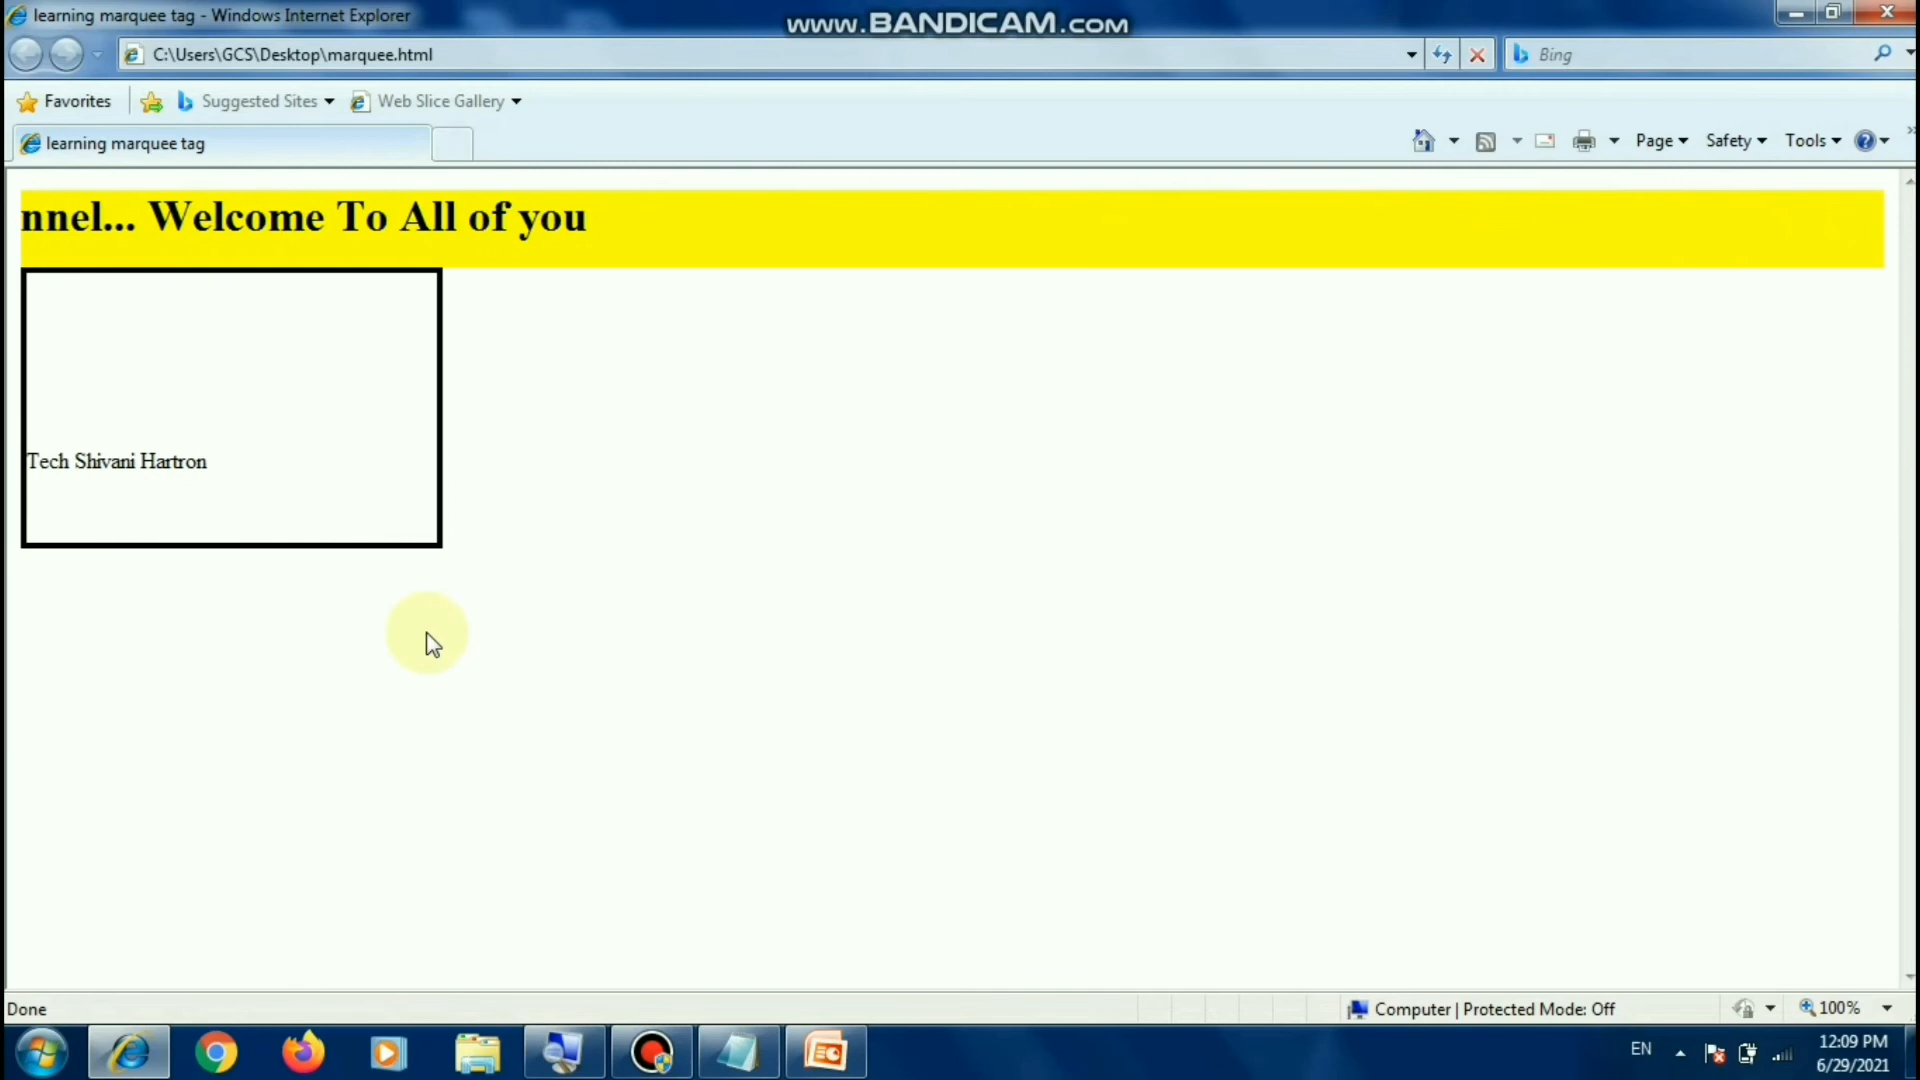 learning marquee tag - Windows Internet Explorer
www.BANDICAM.com
C:\Users\GCS\Desktop\marquee.html
Bing
Favorites
Suggested Sites
Web Slice Gallery
learning marquee tag
Page
Safety
Tools
nnel... Welcome To All of you
Tech Shivani Hartron
Done
Computer | Protected Mode: Off
100%
EN
12:09 PM
6/29/2021